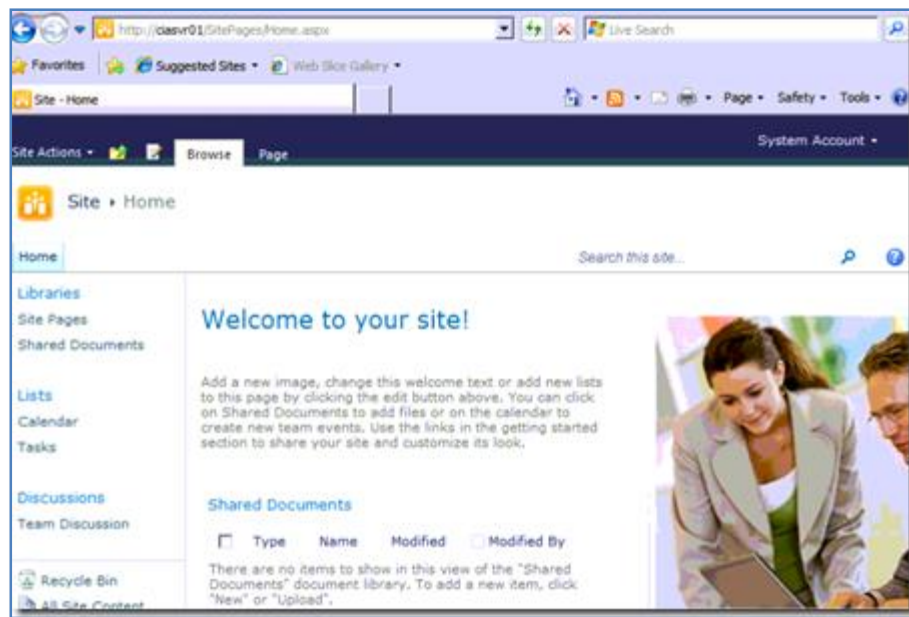 http://ciasvr01/SitePages/Home.aspx
Live Search
Favorites
Suggested Sites
Web Slice Gallery
Site - Home
Page
Safety
Tools
System Account
Site Actions
Browse
Page
Site
Home
Home
Search this site...
Libraries
Site Pages
Shared Documents
Lists
Calendar
Tasks
Discussions
Team Discussion
Recycle Bin
All Site Content
Welcome to your site!
Add a new image, change this welcome text or add new lists
to this page by clicking the edit button above. You can click
on Shared Documents to add files or on the calendar to
create new team events. Use the links in the getting started
section to share your site and customize its look.
Shared Documents
Type Name Modified Modified By
There are no items to show in this view of the "Shared
Documents" document library. To add a new item, click
"New" or "Upload".